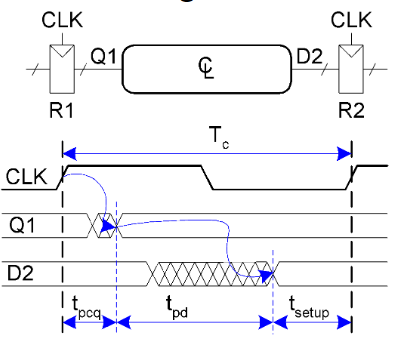 CLK CLK
Q1 CL D2
R1 R2
Tc
CLK
Q1
D2
tpcq tpd tsetup